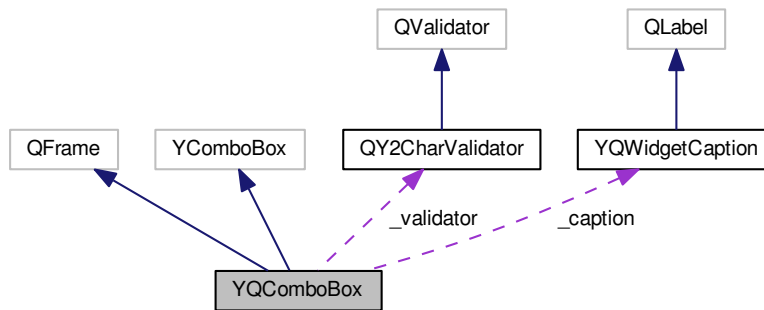 QValidator
QLabel
QFrame
YComboBox
QY2CharValidator
YQWidgetCaption
_validator
_caption
YQComboBox